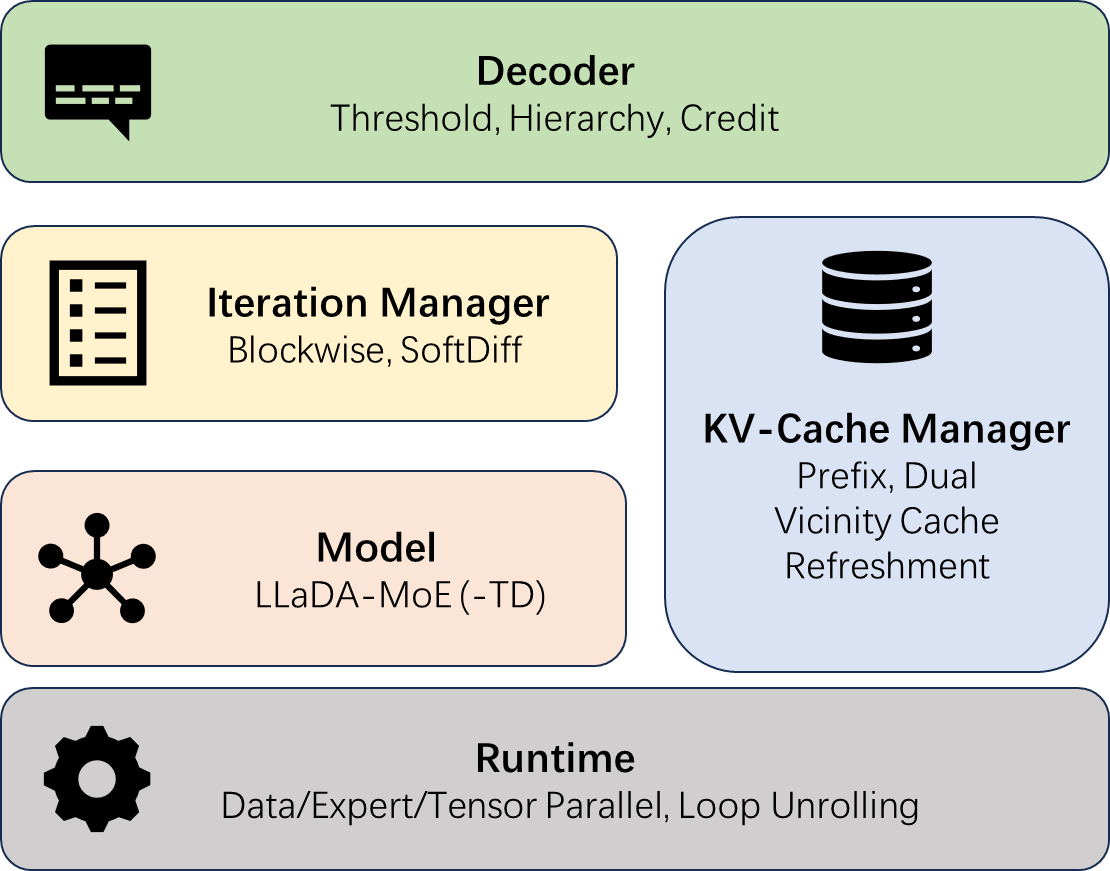 Decoder
Threshold, Hierarchy, Credit
Iteration Manager
Blockwise, SoftDiff
KV-Cache Manager
Prefix, Dual
Vicinity Cache
Refreshment
Model
LLaDA-MoE (-TD)
Runtime
Data/Expert/Tensor Parallel, Loop Unrolling